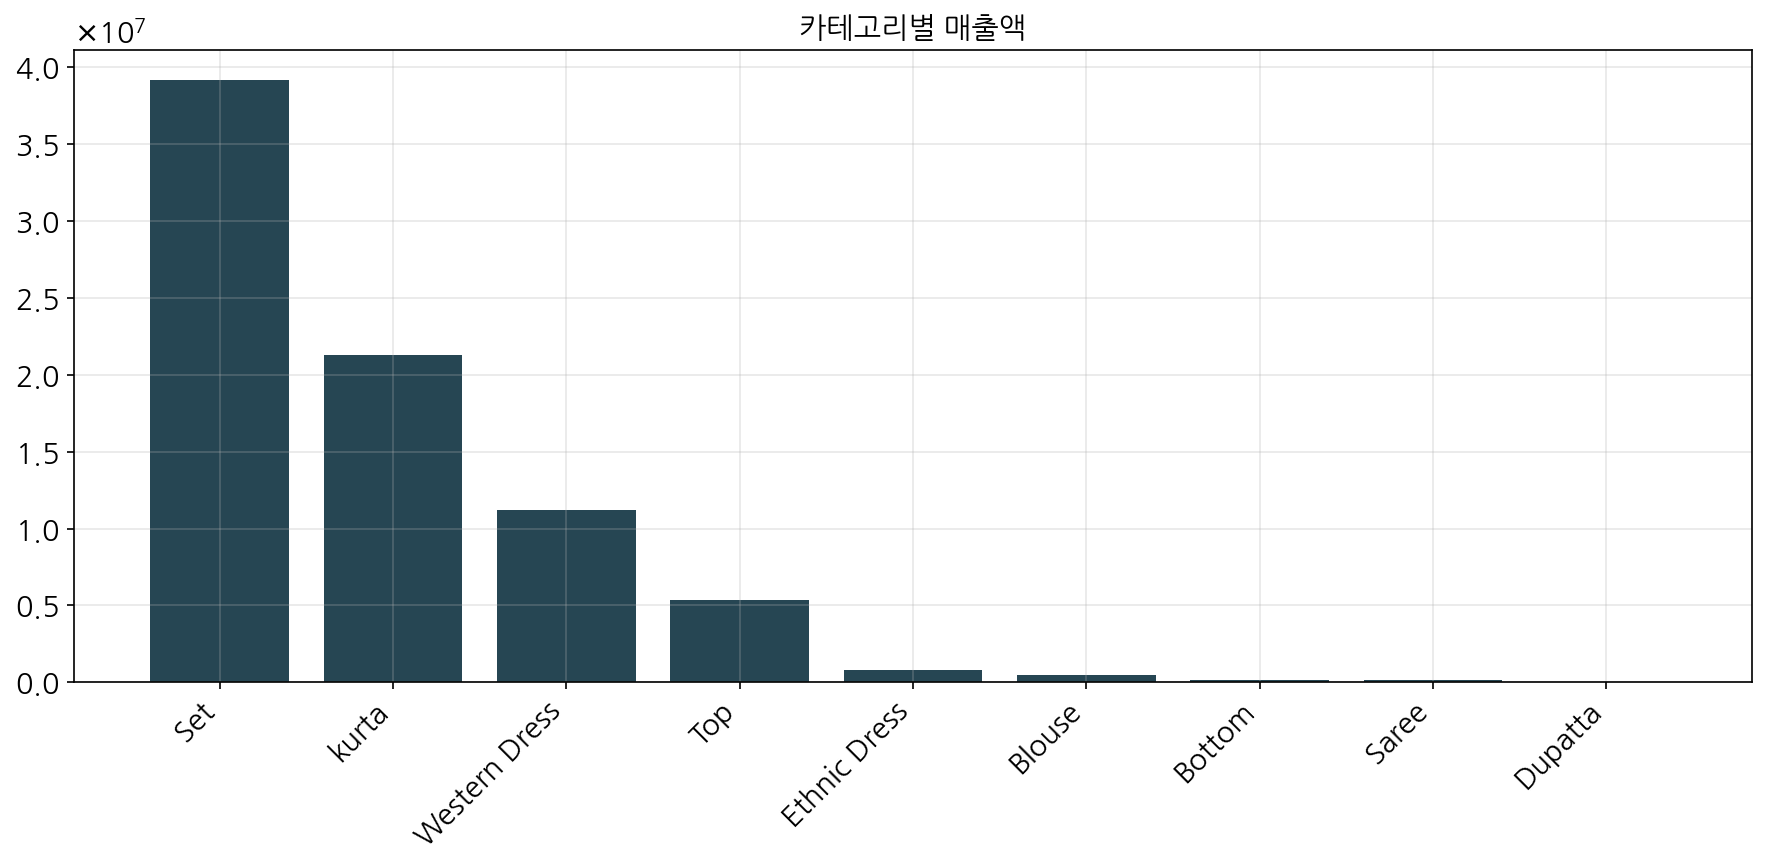 카테고리별 매출액
×10⁷
4.0
3.5
3.0
2.5
2.0
1.5
1.0
0.5
0.0
Set
kurta
Western Dress
Top
Ethnic Dress
Blouse
Bottom
Saree
Dupatta